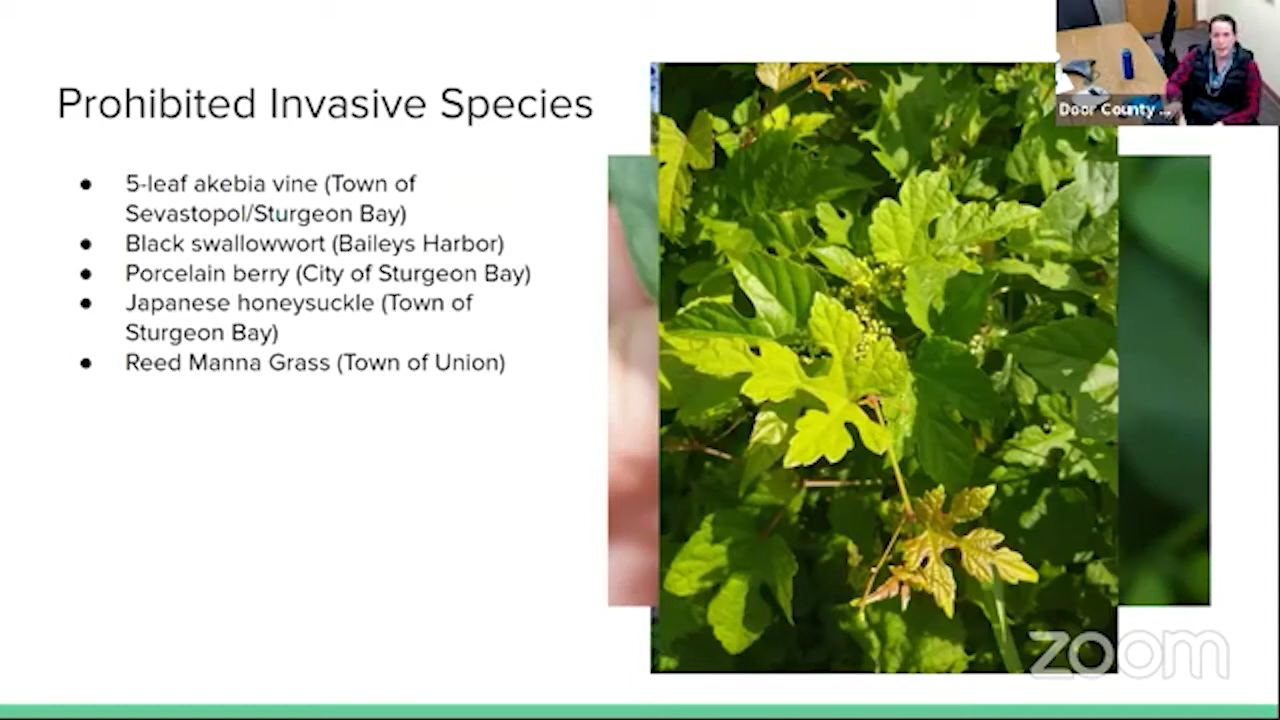 Prohibited Invasive Species
● 5-leaf akebia vine (Town of
Sevastopol/Sturgeon Bay)
● Black swallowwort (Baileys Harbor)
● Porcelain berry (City of Sturgeon Bay)
● Japanese honeysuckle (Town of
Sturgeon Bay)
● Reed Manna Grass (Town of Union)
Door County ...
zoom